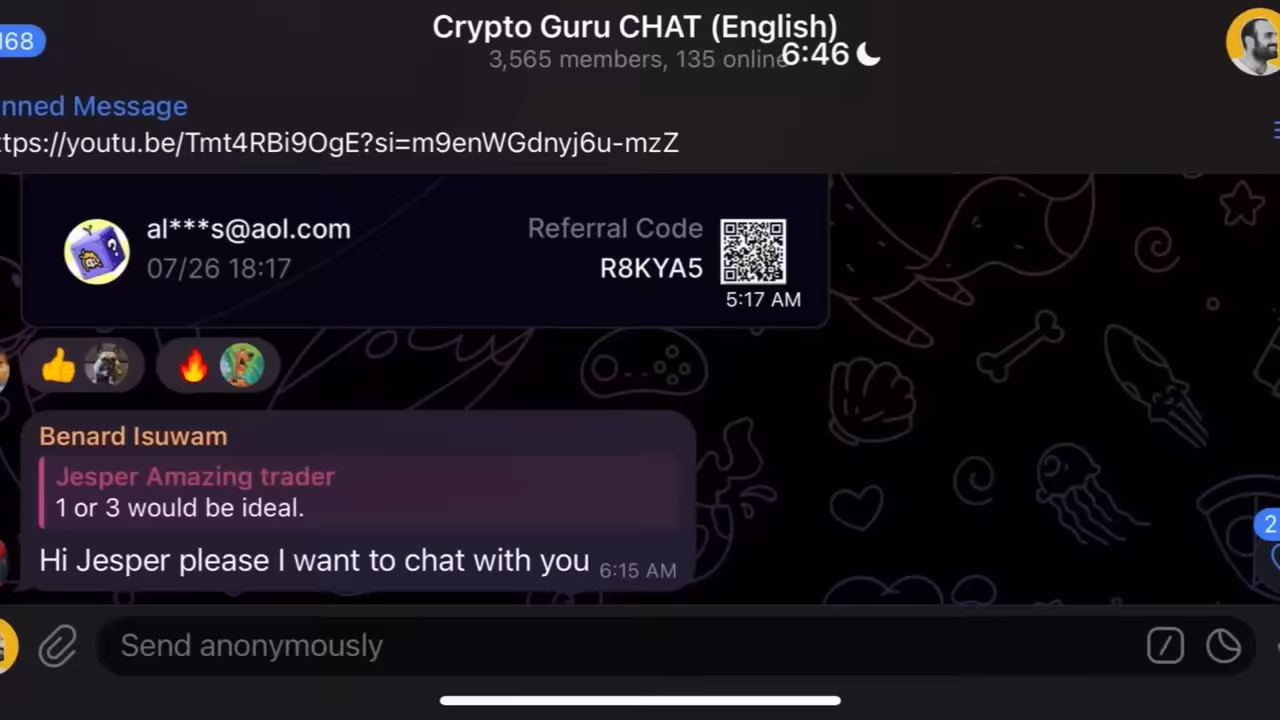 168
Crypto Guru CHAT (English)
3,565 members, 135 online
6:46
nned Message
ttps://youtu.be/Tmt4RBi9OgE?si=m9enWGdnyj6u-mzZ
al***s@aol.com
07/26 18:17
Referral Code
R8KYA5
5:17 AM
Benard Isuwam
Jesper Amazing trader
1 or 3 would be ideal.
Hi Jesper please I want to chat with you
6:15 AM
2
Send anonymously